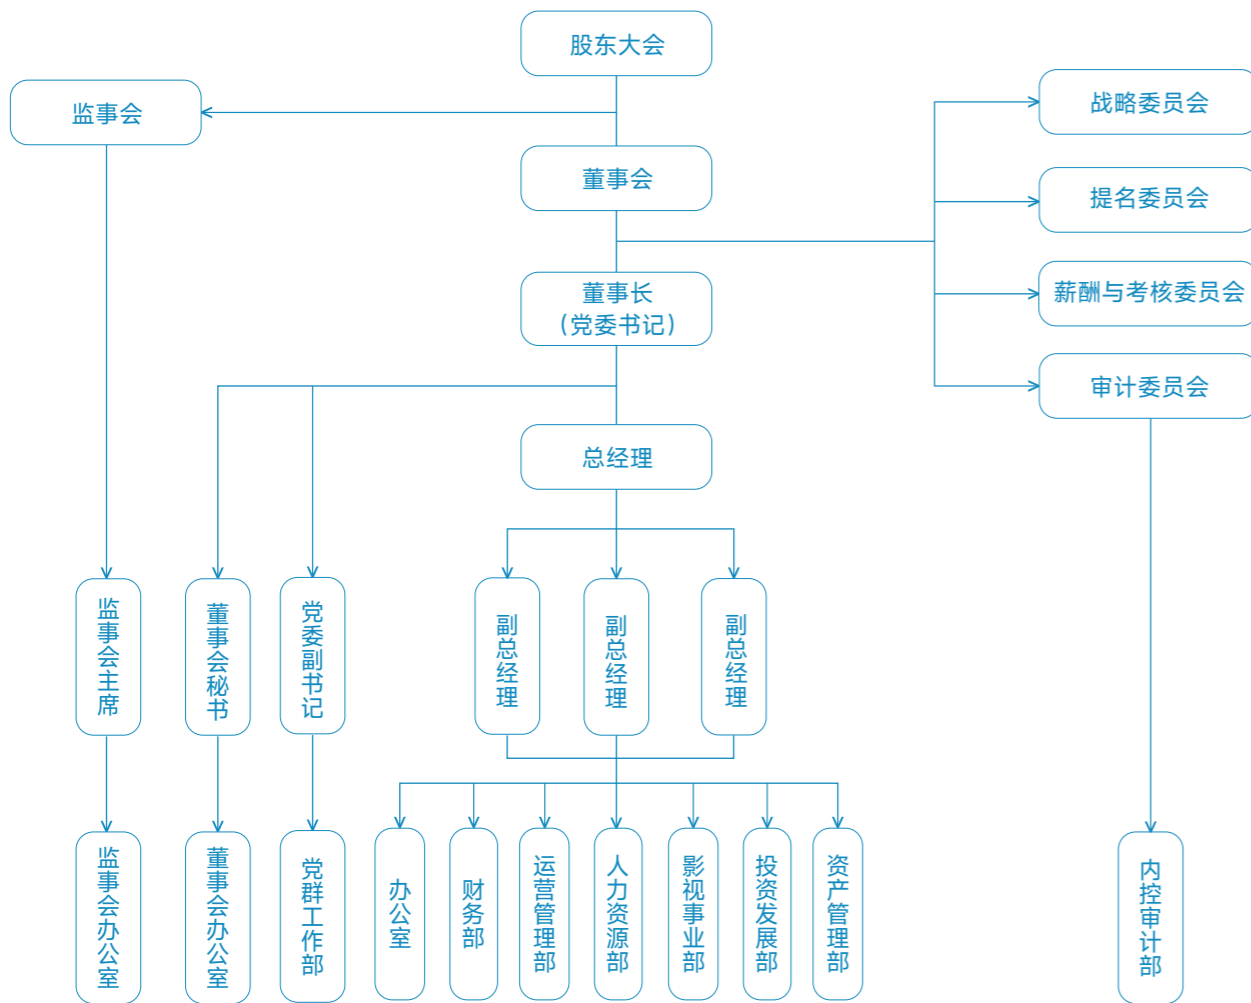 股东大会
监事会
战略委员会
董事会
提名委员会
董事长
（党委书记）
薪酬与考核委员会
审计委员会
总经理
监事会主席
董事会秘书
党委副书记
副总经理
副总经理
副总经理
监事会办公室
董事会办公室
党群工作部
办公室
财务部
运营管理部
人力资源部
影视事业部
投资发展部
资产管理部
内控审计部